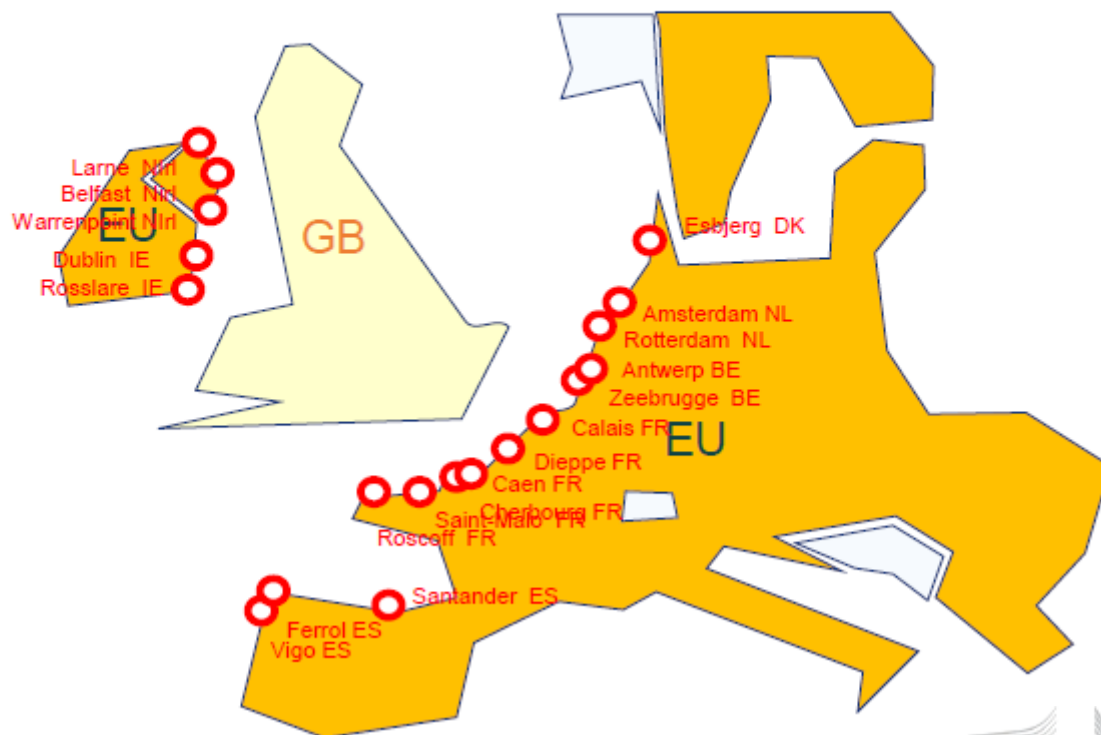 Larne NIrl
Belfast NIrl
Warrenpoint NIrl
EU
GB
Esbjerg DK
Dublin IE
Rosslare IE
Amsterdam NL
Rotterdam NL
Antwerp BE
Zeebrugge BE
Calais FR
EU
Dieppe FR
Caen FR
Cherbourg FR
Saint-Malo FR
Roscoff FR
Santander ES
Ferrol ES
Vigo ES